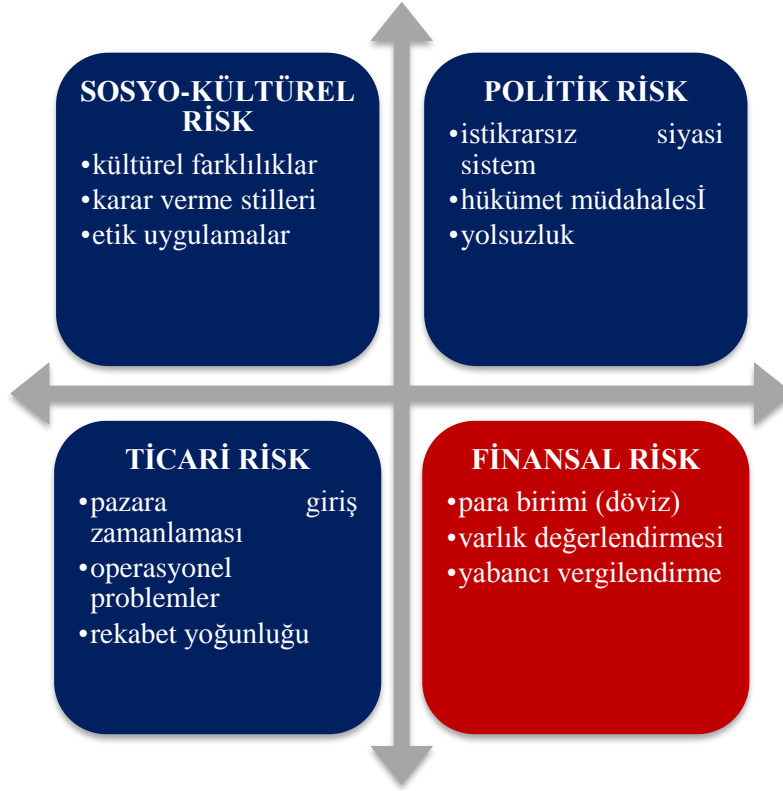 SOSYO-KÜLTÜREL
RİSK
•kültürel farklılıklar
•karar verme stilleri
•etik uygulamalar
POLİTİK RİSK
•istikrarsız siyasi
sistem
•hükümet müdahalesİ
•yolsuzluk
TİCARİ RİSK
•pazara giriş
zamanlaması
•operasyonel
problemler
•rekabet yoğunluğu
FİNANSAL RİSK
•para birimi (döviz)
•varlık değerlendirmesi
•yabancı vergilendirme